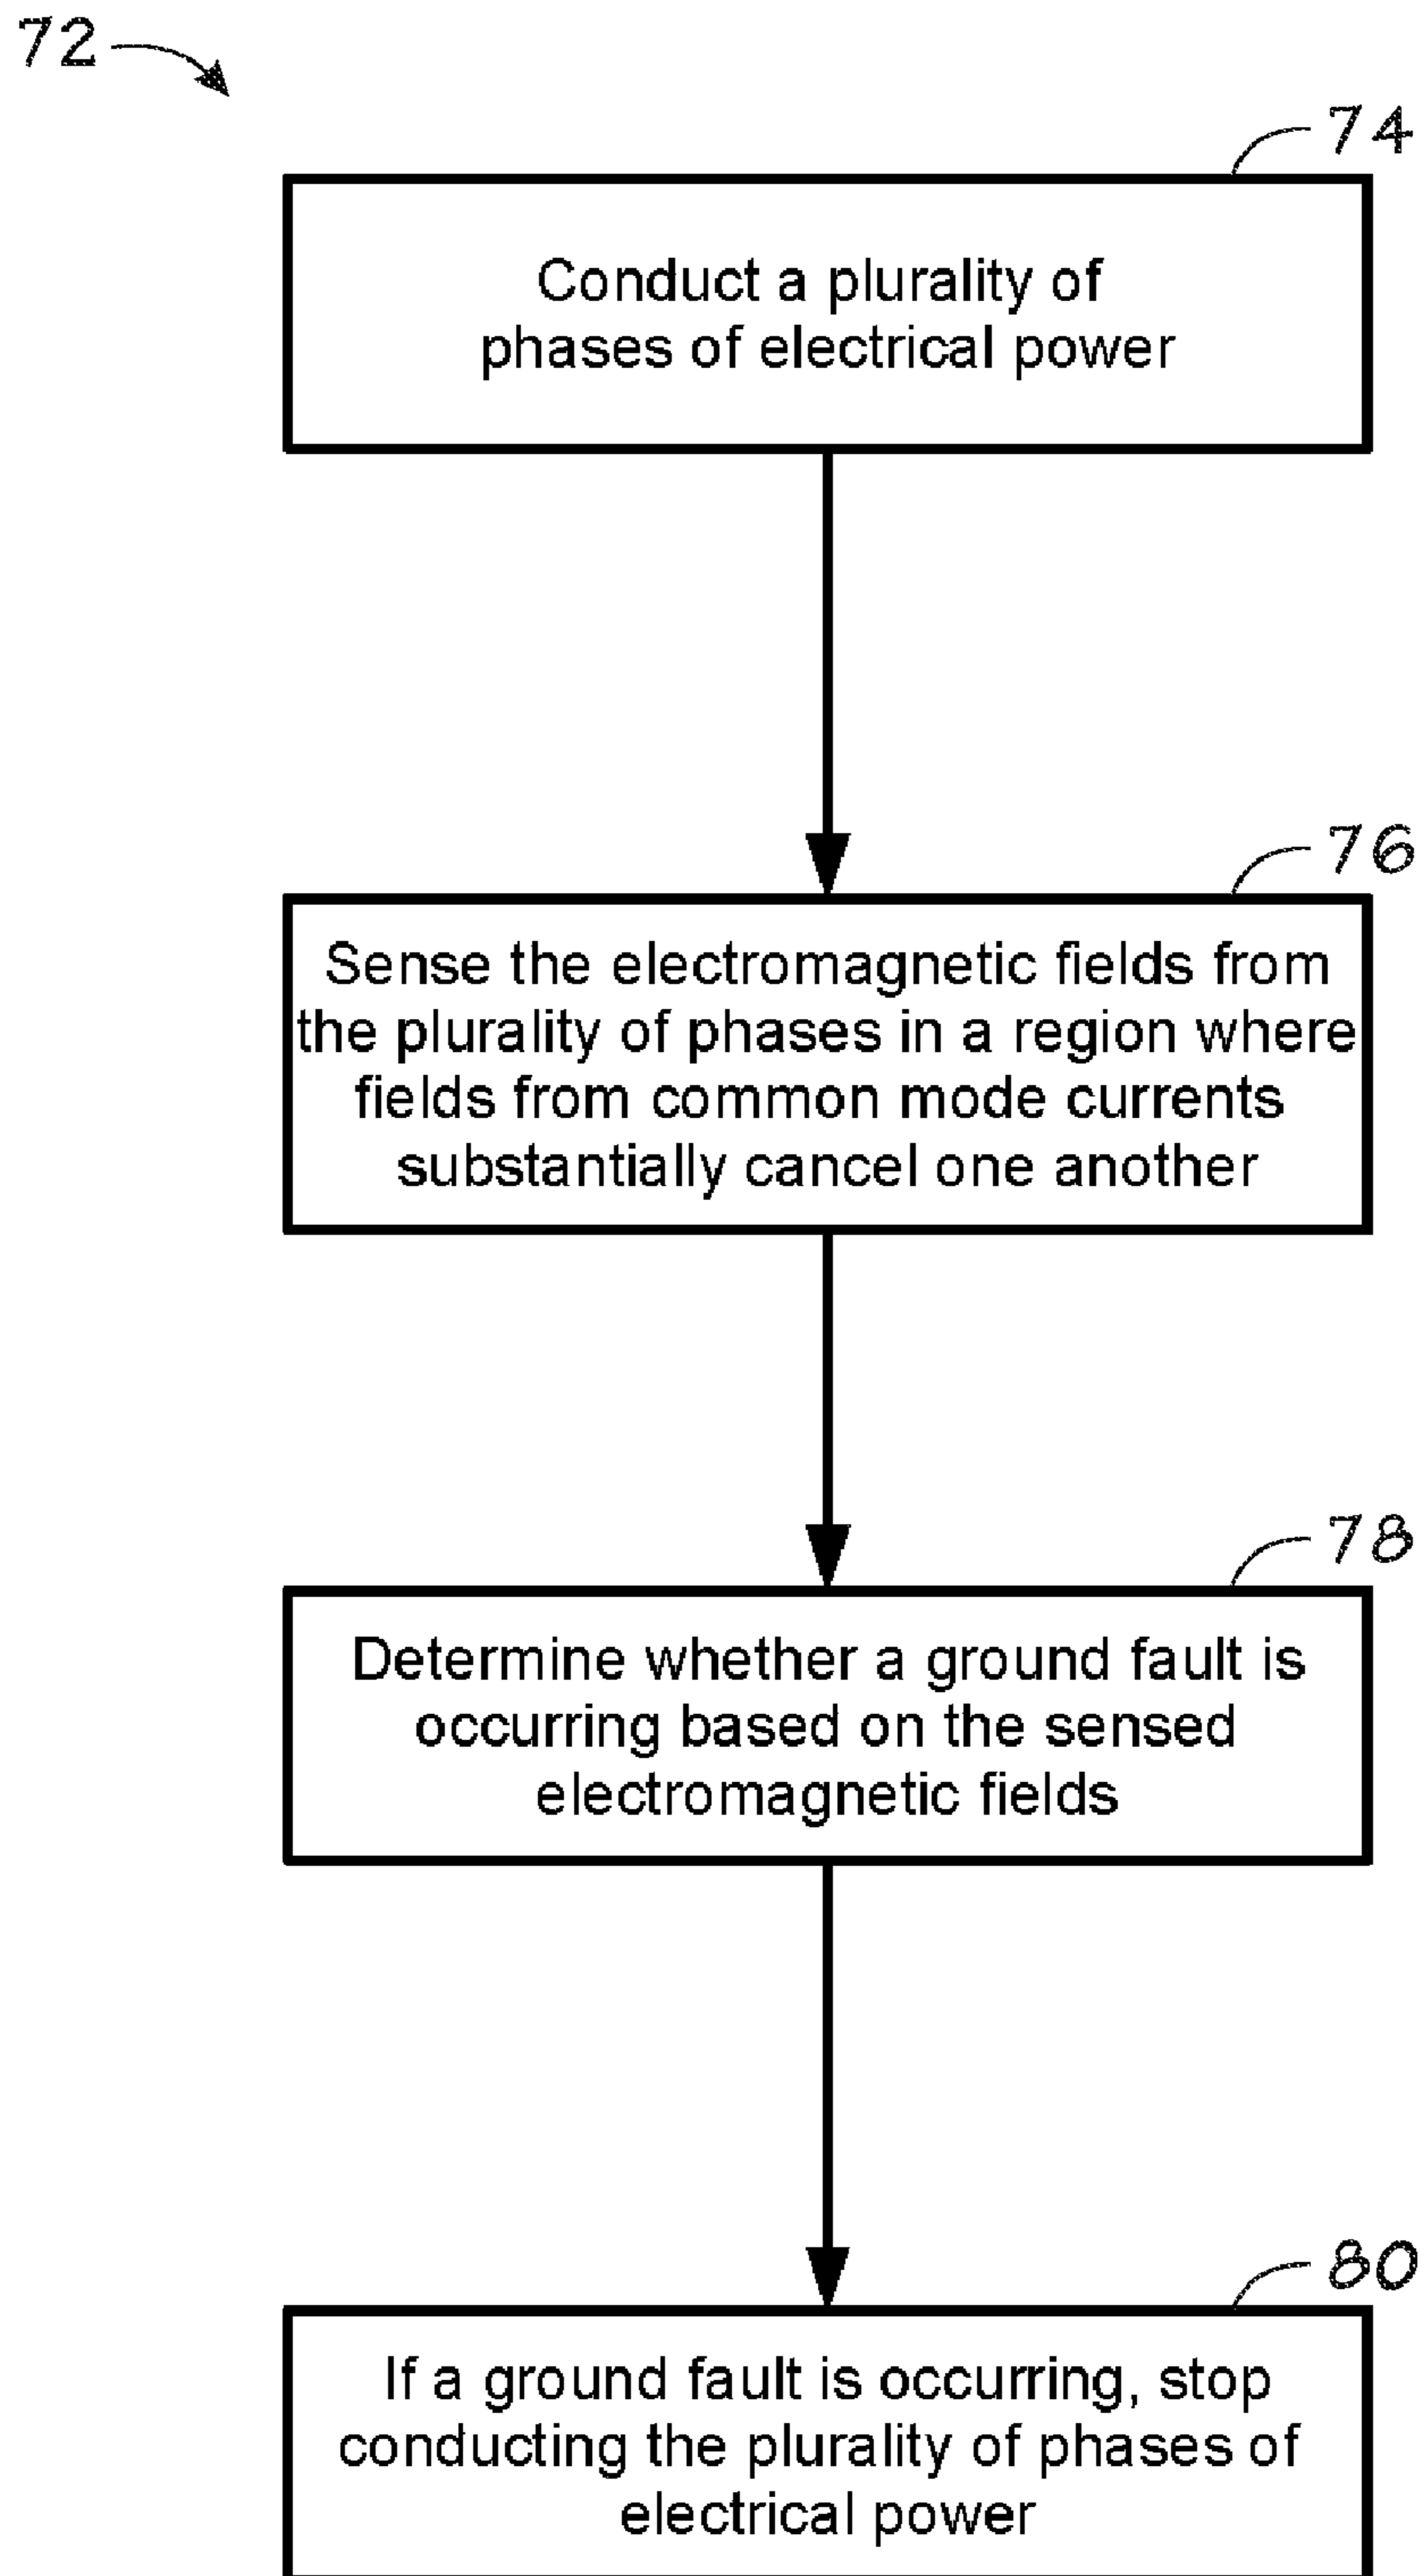 72
74
Conduct a plurality of
phases of electrical power
76
Sense the electromagnetic fields from
the plurality of phases in a region where
fields from common mode currents
substantially cancel one another
78
Determine whether a ground fault is
occurring based on the sensed
electromagnetic fields
80
If a ground fault is occurring, stop
conducting the plurality of phases of
electrical power